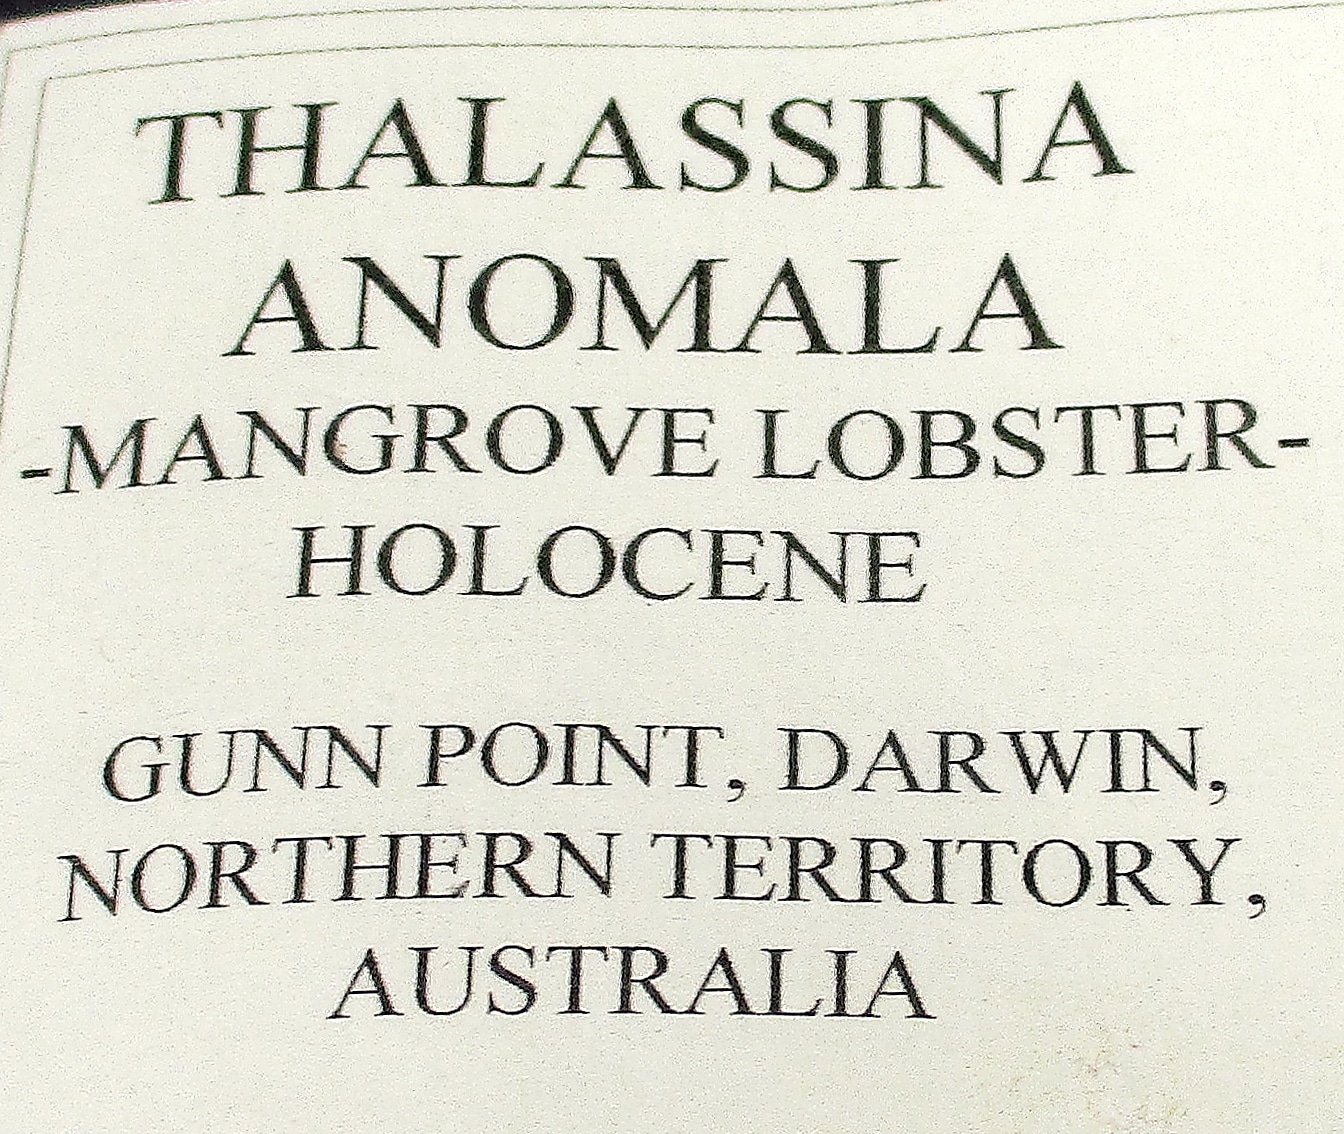 THALASSINA
ANOMALA
-MANGROVE LOBSTER-
HOLOCENE
GUNN POINT, DARWIN,
NORTHERN TERRITORY,
AUSTRALIA